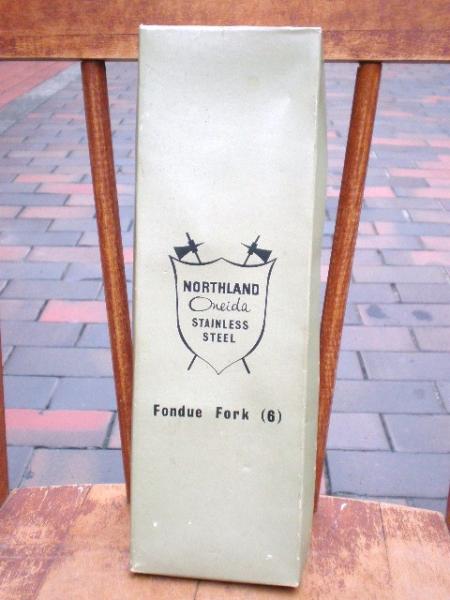 NORTHLAND
Oneida
STAINLESS
STEEL
Fondue Fork (6)